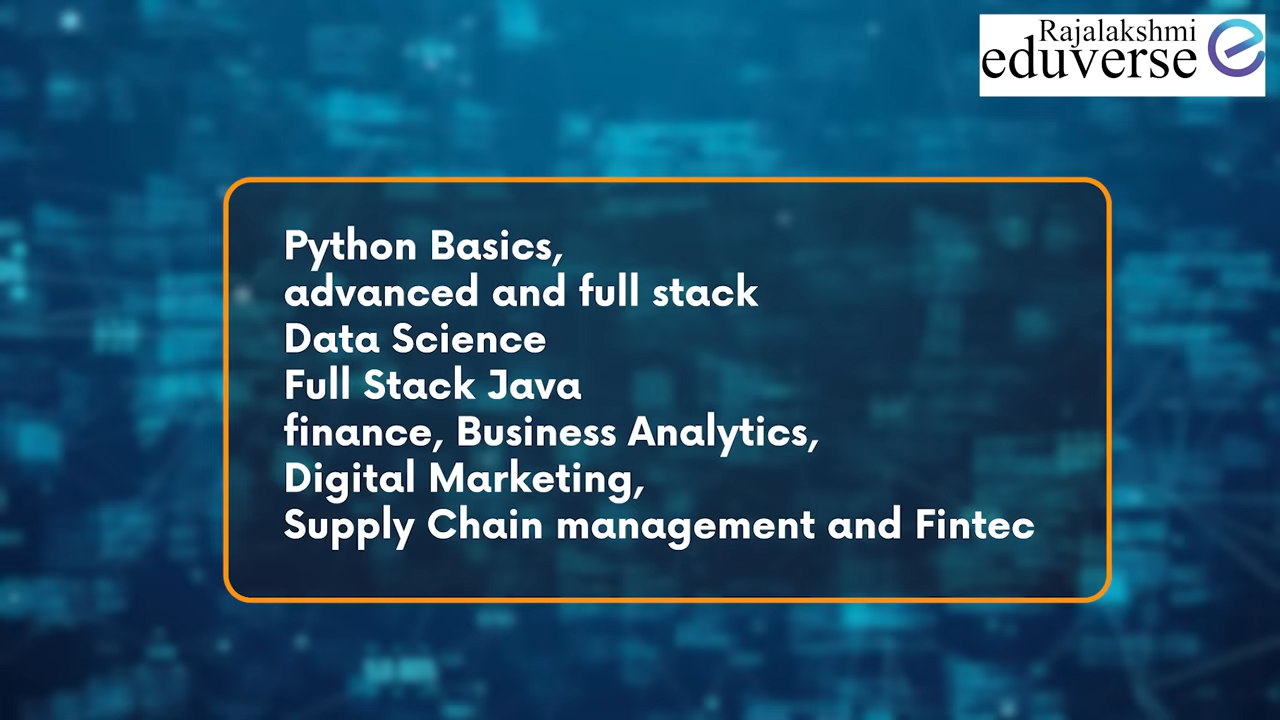 Rajalakshmi
eduverse
Python Basics,
advanced and full stack
Data Science
Full Stack Java
finance, Business Analytics,
Digital Marketing,
Supply Chain management and Fintec